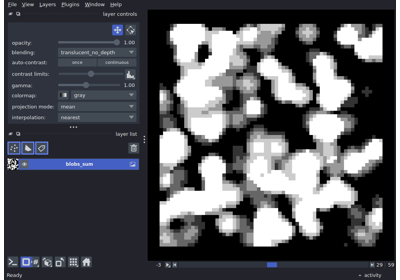 File View Layers Plugins Window Help
layer controls
opacity: 1.00
blending: translucent_no_depth
auto-contrast: once continuous
contrast limits:
gamma: 1.00
colormap: gray
projection mode: mean
interpolation: nearest
layer list
blobs_sum
-3 29 59
Ready activity